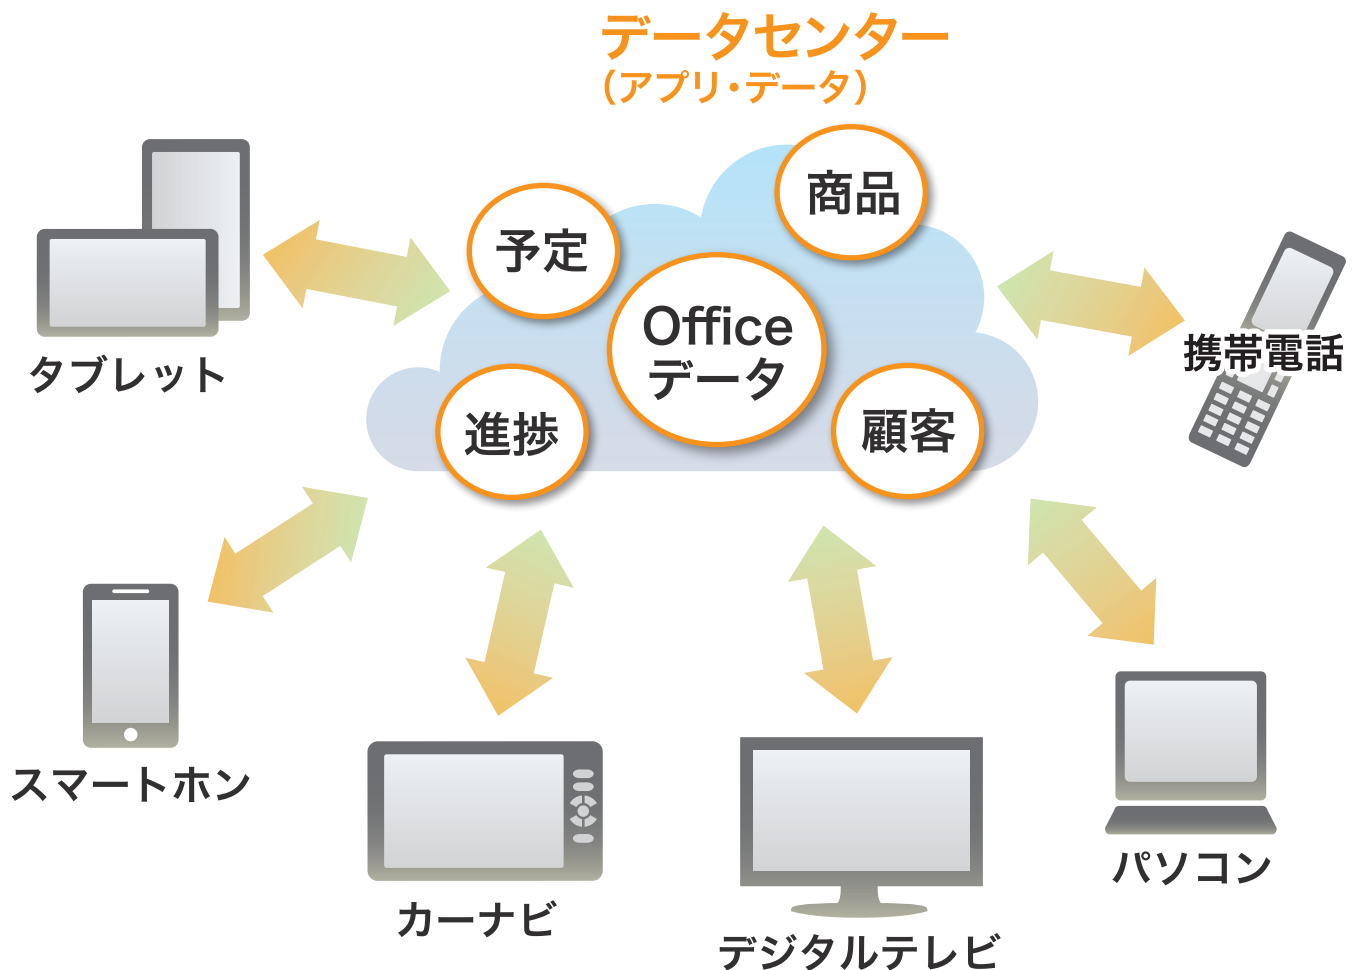 データセンター
（アプリ・データ）
商品
予定
Office
データ
進捗
顧客
タブレット
携帯電話
スマートホン
カーナビ
デジタルテレビ
パソコン